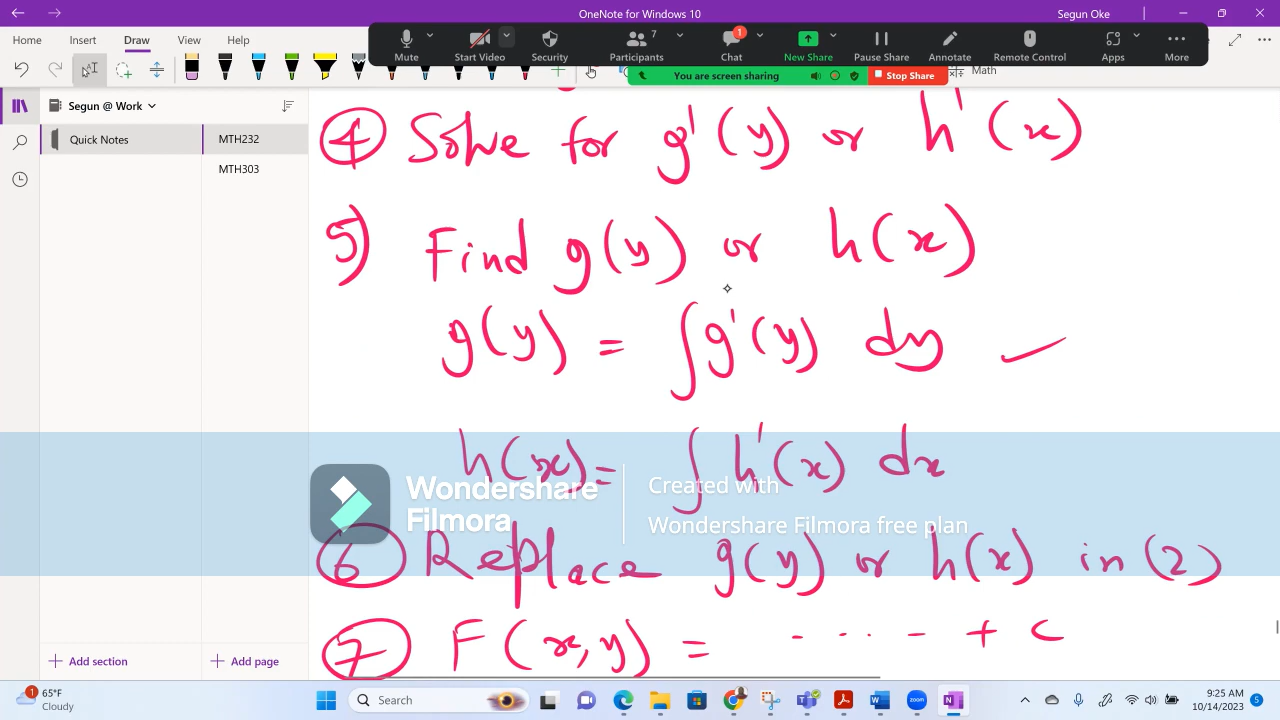 OneNote for Windows 10
Segun Oke
Home Insert Draw View Help
Mute Start Video Security Participants 7 Chat 1 New Share Pause Share Annotate Remote Control Apps More
You are screen sharing Stop Share Math
Segun @ Work
Quick Notes
MTH232
MTH303
④ Solve for g'(y) or h'(x)
5) Find g(y) or h(x)
g(y) = ∫g'(y) dy
h(x) = ∫ h'(x) dx
Wondershare Filmora
Created with
Wondershare Filmora free plan
⑥ Replace g(y) or h(x) in (2)
⑦ F(x,y) = - ... - + c
+ Add section
+ Add page
1
65°F
Cloudy
Search
9:25 AM
10/14/2023
5